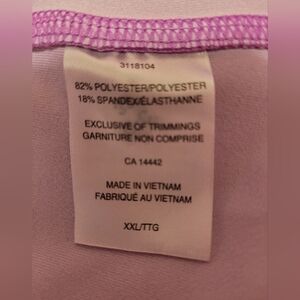 3118104
82% POLYESTER/POLYESTER
18% SPANDEX/ÉLASTHANNE
EXCLUSIVE OF TRIMMINGS
GARNITURE NON COMPRISE
CA 14442
MADE IN VIETNAM
FABRIQUÉ AU VIETNAM
XXL/TTG